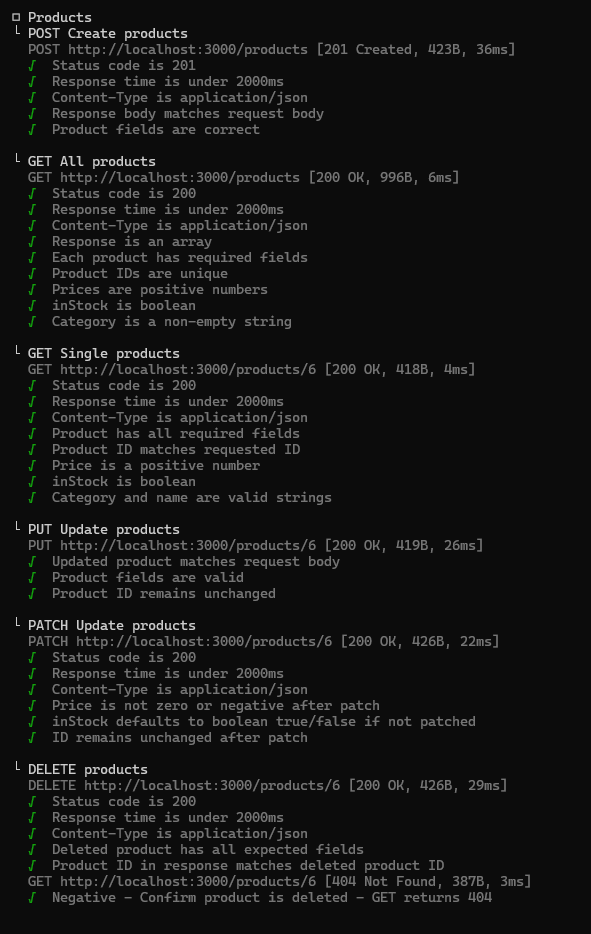 □ Products
└ POST Create products
POST http://localhost:3000/products [201 Created, 423B, 36ms]
√ Status code is 201
√ Response time is under 2000ms
√ Content-Type is application/json
√ Response body matches request body
√ Product fields are correct
└ GET All products
GET http://localhost:3000/products [200 OK, 996B, 6ms]
√ Status code is 200
√ Response time is under 2000ms
√ Content-Type is application/json
√ Response is an array
√ Each product has required fields
√ Product IDs are unique
√ Prices are positive numbers
√ inStock is boolean
√ Category is a non-empty string
└ GET Single products
GET http://localhost:3000/products/6 [200 OK, 418B, 4ms]
√ Status code is 200
√ Response time is under 2000ms
√ Content-Type is application/json
√ Product has all required fields
√ Product ID matches requested ID
√ Price is a positive number
√ inStock is boolean
√ Category and name are valid strings
└ PUT Update products
PUT http://localhost:3000/products/6 [200 OK, 419B, 26ms]
√ Updated product matches request body
√ Product fields are valid
√ Product ID remains unchanged
└ PATCH Update products
PATCH http://localhost:3000/products/6 [200 OK, 426B, 22ms]
√ Status code is 200
√ Response time is under 2000ms
√ Content-Type is application/json
√ Price is not zero or negative after patch
√ inStock defaults to boolean true/false if not patched
√ ID remains unchanged after patch
└ DELETE products
DELETE http://localhost:3000/products/6 [200 OK, 426B, 29ms]
√ Status code is 200
√ Response time is under 2000ms
√ Content-Type is application/json
√ Deleted product has all expected fields
√ Product ID in response matches deleted product ID
GET http://localhost:3000/products/6 [404 Not Found, 387B, 3ms]
√ Negative - Confirm product is deleted - GET returns 404